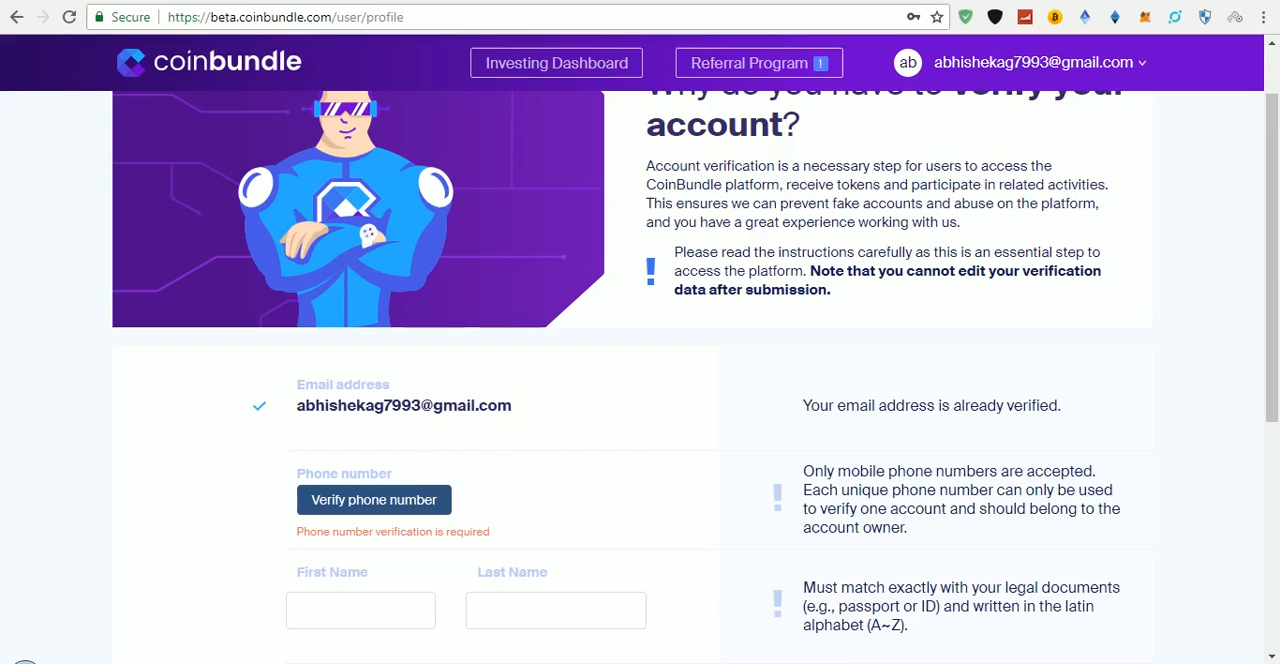 Secure https://beta.coinbundle.com/user/profile
coinbundle
Investing Dashboard
Referral Program !
ab abhishekag7993@gmail.com
Why do you have to verify your
account?
Account verification is a necessary step for users to access the
CoinBundle platform, receive tokens and participate in related activities.
This ensures we can prevent fake accounts and abuse on the platform,
and you have a great experience working with us.
! Please read the instructions carefully as this is an essential step to
access the platform. Note that you cannot edit your verification
data after submission.
Email address
abhishekag7993@gmail.com
Your email address is already verified.
Phone number
Verify phone number
Phone number verification is required
! Only mobile phone numbers are accepted.
Each unique phone number can only be used
to verify one account and should belong to the
account owner.
First Name
Last Name
! Must match exactly with your legal documents
(e.g., passport or ID) and written in the latin
alphabet (A~Z).